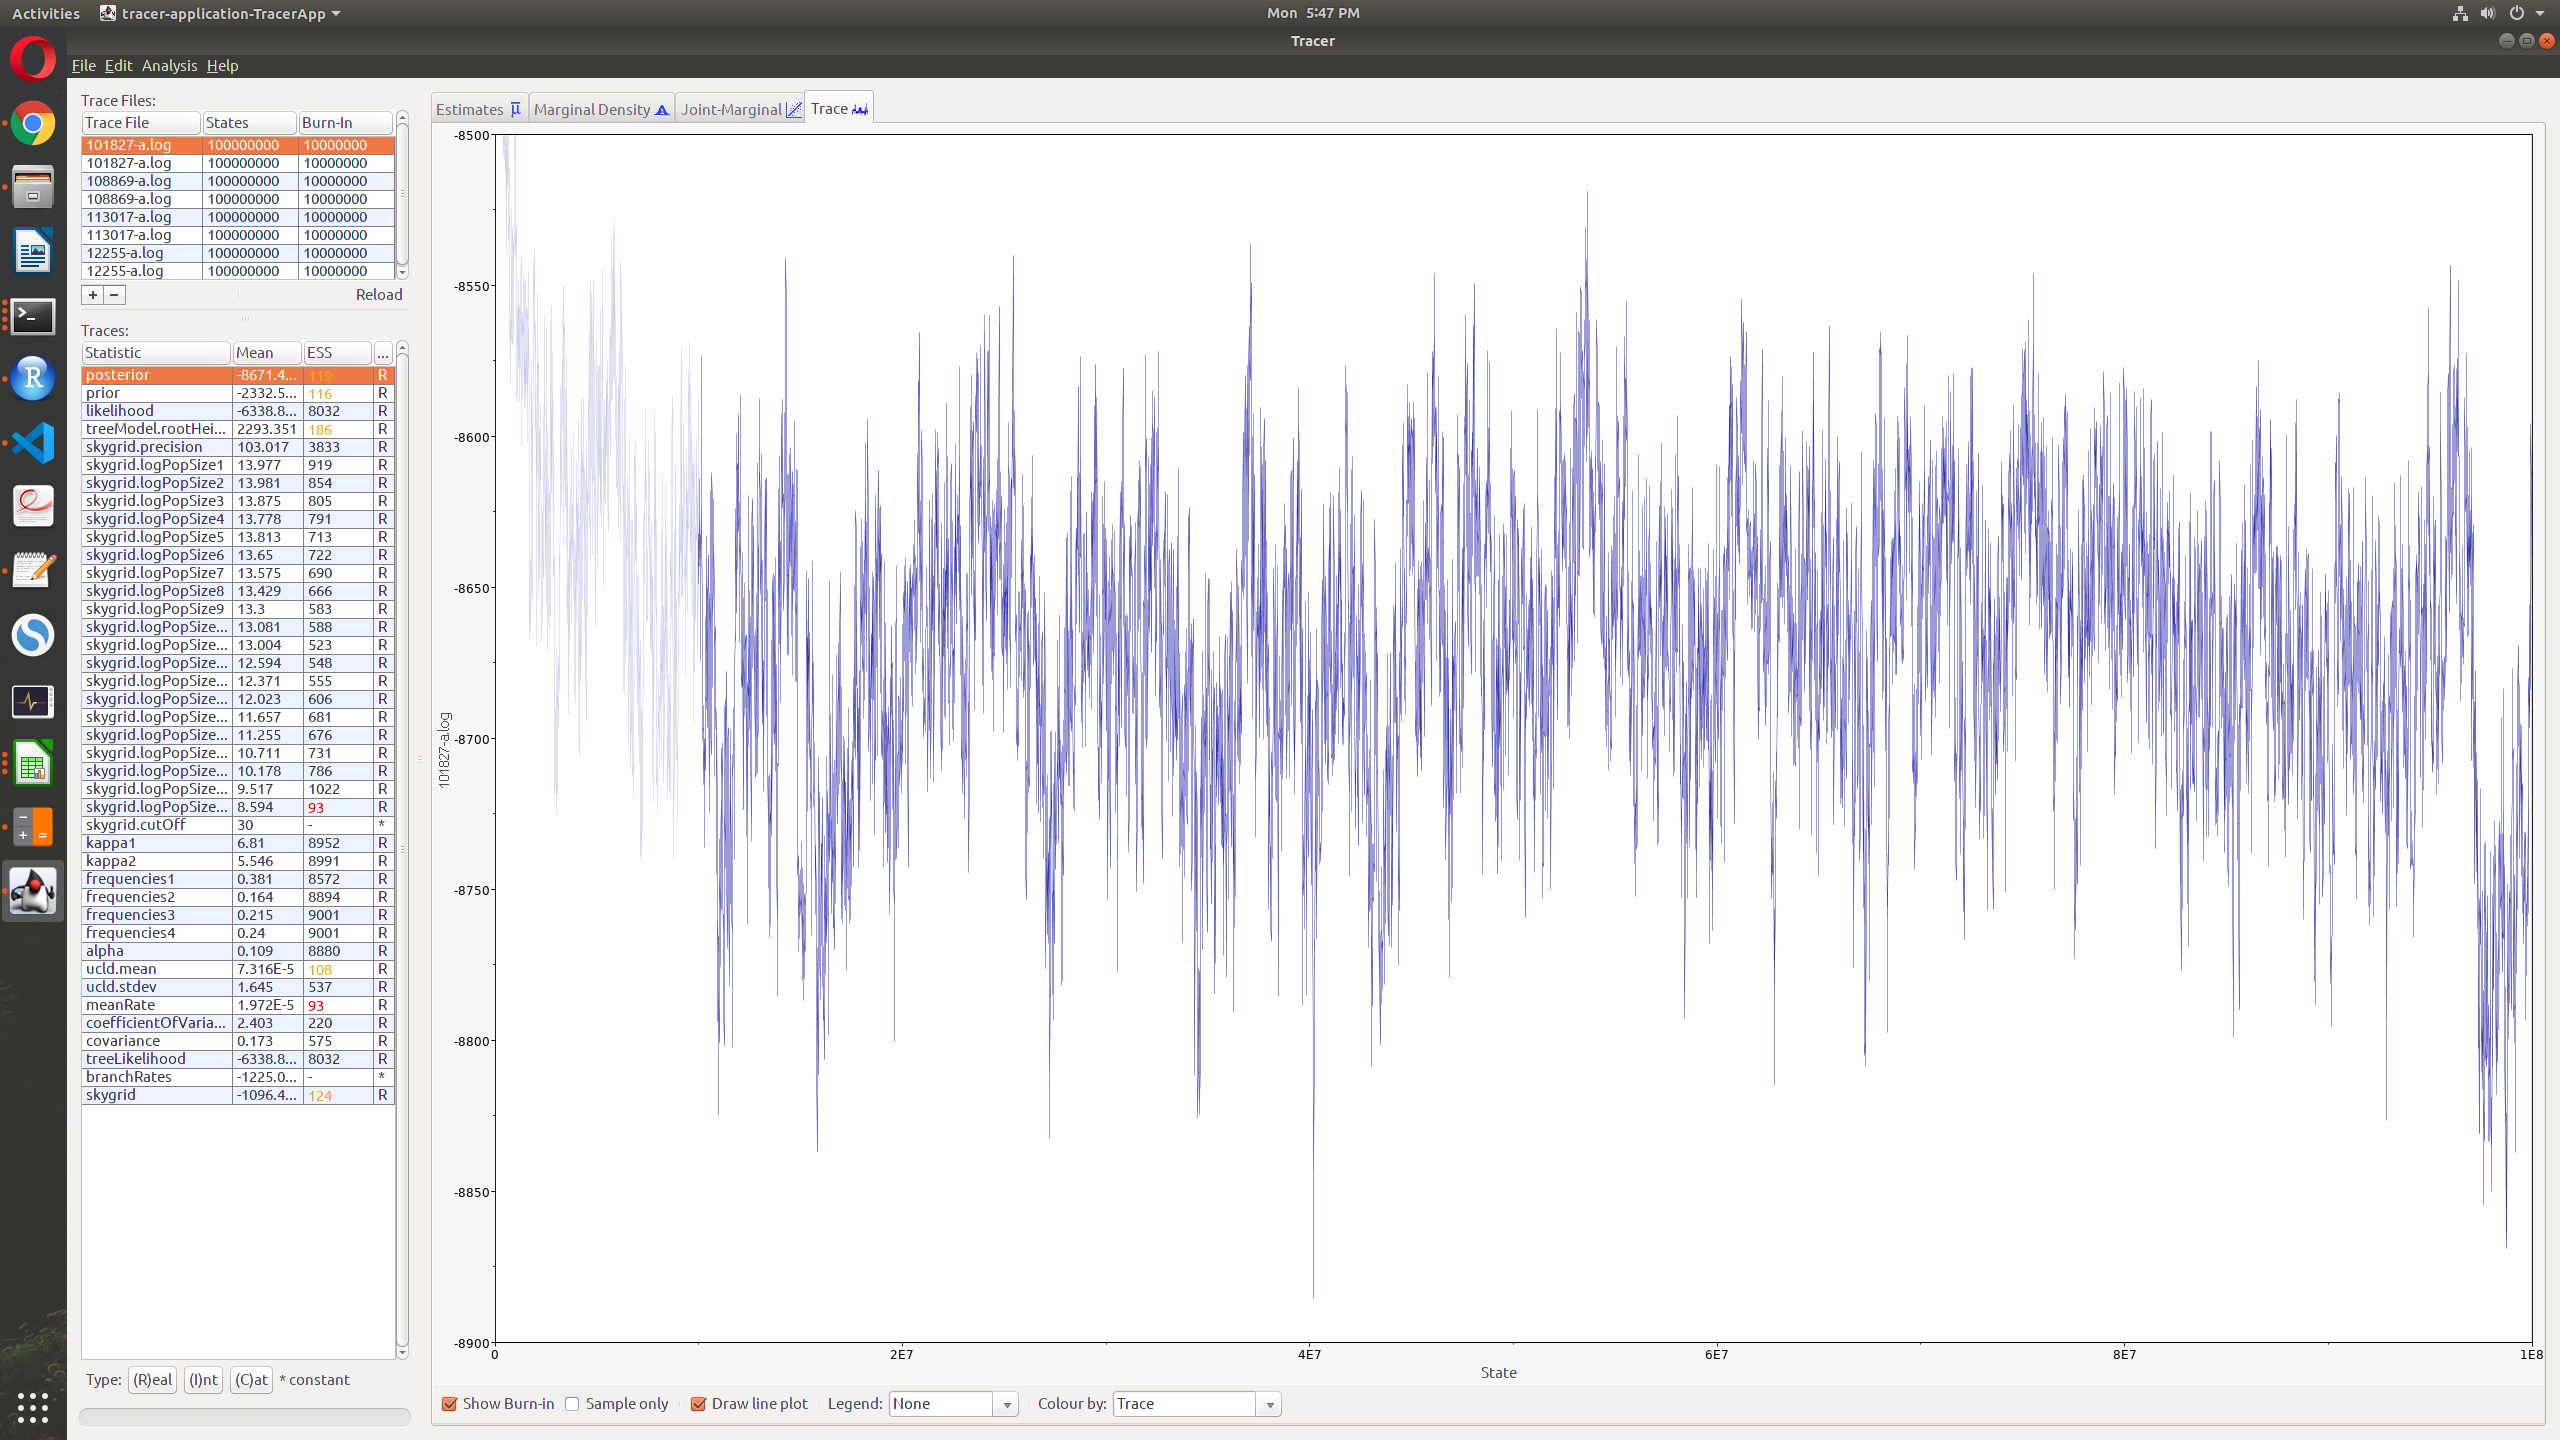 Activities tracer-application-TracerApp Mon 5:47 PM
Tracer
File Edit Analysis Help
Trace Files:
Trace File States Burn-In
101827-a.log 100000000 10000000
101827-a.log 100000000 10000000
108869-a.log 100000000 10000000
108869-a.log 100000000 10000000
113017-a.log 100000000 10000000
113017-a.log 100000000 10000000
12255-a.log 100000000 10000000
12255-a.log 100000000 10000000
+ − Reload
Traces:
Statistic Mean ESS ...
posterior -8671.4... 119 R
prior -2332.5... 116 R
likelihood -6338.8... 8032 R
treeModel.rootHei... 2293.351 186 R
skygrid.precision 103.017 3833 R
skygrid.logPopSize1 13.977 919 R
skygrid.logPopSize2 13.981 854 R
skygrid.logPopSize3 13.875 805 R
skygrid.logPopSize4 13.778 791 R
skygrid.logPopSize5 13.813 713 R
skygrid.logPopSize6 13.65 722 R
skygrid.logPopSize7 13.575 690 R
skygrid.logPopSize8 13.429 666 R
skygrid.logPopSize9 13.3 583 R
skygrid.logPopSize... 13.081 588 R
skygrid.logPopSize... 13.004 523 R
skygrid.logPopSize... 12.594 548 R
skygrid.logPopSize... 12.371 555 R
skygrid.logPopSize... 12.023 606 R
skygrid.logPopSize... 11.657 681 R
skygrid.logPopSize... 11.255 676 R
skygrid.logPopSize... 10.711 731 R
skygrid.logPopSize... 10.178 786 R
skygrid.logPopSize... 9.517 1022 R
skygrid.logPopSize... 8.594 93 R
skygrid.cutOff 30 - *
kappa1 6.81 8952 R
kappa2 5.546 8991 R
frequencies1 0.381 8572 R
frequencies2 0.164 8894 R
frequencies3 0.215 9001 R
frequencies4 0.24 9001 R
alpha 0.109 8880 R
ucld.mean 7.316E-5 108 R
ucld.stdev 1.645 537 R
meanRate 1.972E-5 93 R
coefficientOfVaria... 2.403 220 R
covariance 0.173 575 R
treeLikelihood -6338.8... 8032 R
branchRates -1225.0... - *
skygrid -1096.4... 124 R
Type: (R)eal (I)nt (C)at * constant
Estimates Marginal Density Joint-Marginal Trace
-8500
-8550
-8600
-8650
-8700
-8750
-8800
-8850
-8900
101827-a.log
0 2E7 4E7 6E7 8E7 1E8
State
Show Burn-in Sample only Draw line plot Legend: None Colour by: Trace